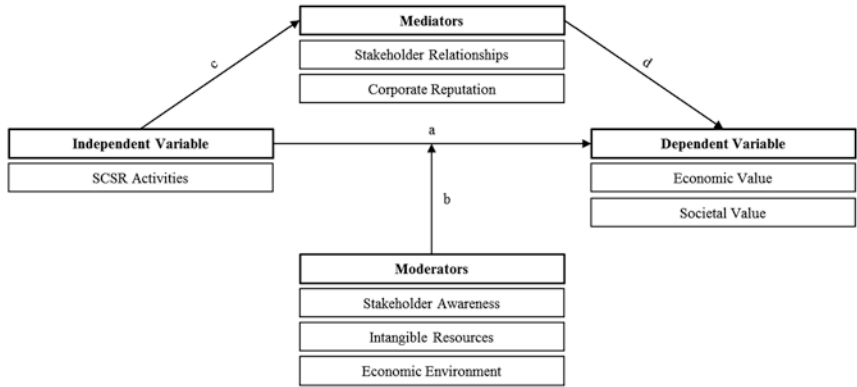 Mediators
Stakeholder Relationships
Corporate Reputation
c
d
Independent Variable
SCSR Activities
a
Dependent Variable
Economic Value
Societal Value
b
Moderators
Stakeholder Awareness
Intangible Resources
Economic Environment